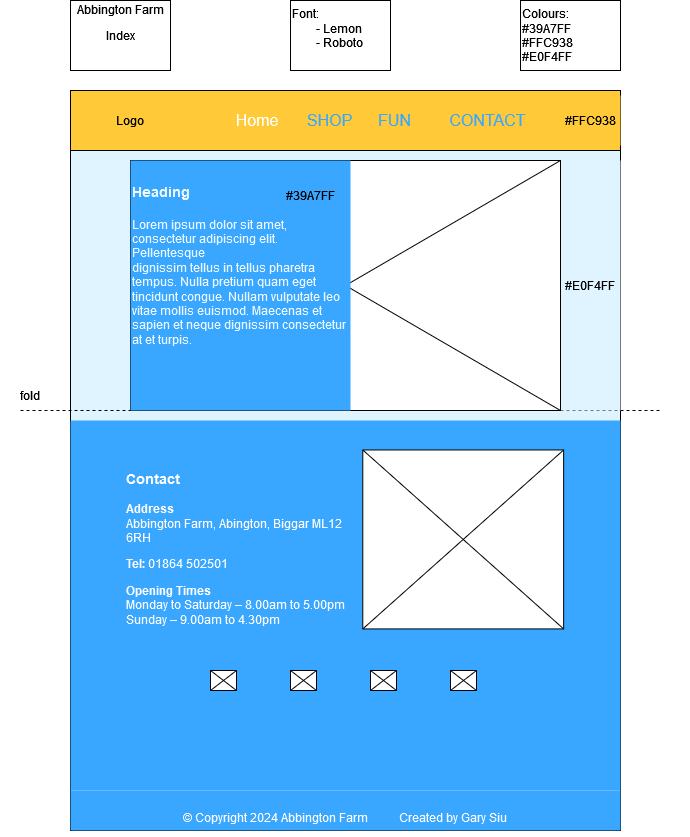 Abbington Farm
Index
Font:
- Lemon
- Roboto
Colours:
#39A7FF
#FFC938
#E0F4FF
Logo
Home
SHOP
FUN
CONTACT
#FFC938
Heading
#39A7FF
Lorem ipsum dolor sit amet,
consectetur adipiscing elit.
Pellentesque
dignissim tellus in tellus pharetra
tempus. Nulla pretium quam eget
tincidunt congue. Nullam vulputate leo
vitae mollis euismod. Maecenas et
sapien et neque dignissim consectetur
at et turpis.
#E0F4FF
fold
Contact
Address
Abbington Farm, Abington, Biggar ML12
6RH
Tel: 01864 502501
Opening Times
Monday to Saturday – 8.00am to 5.00pm
Sunday – 9.00am to 4.30pm
© Copyright 2024 Abbington Farm
Created by Gary Siu